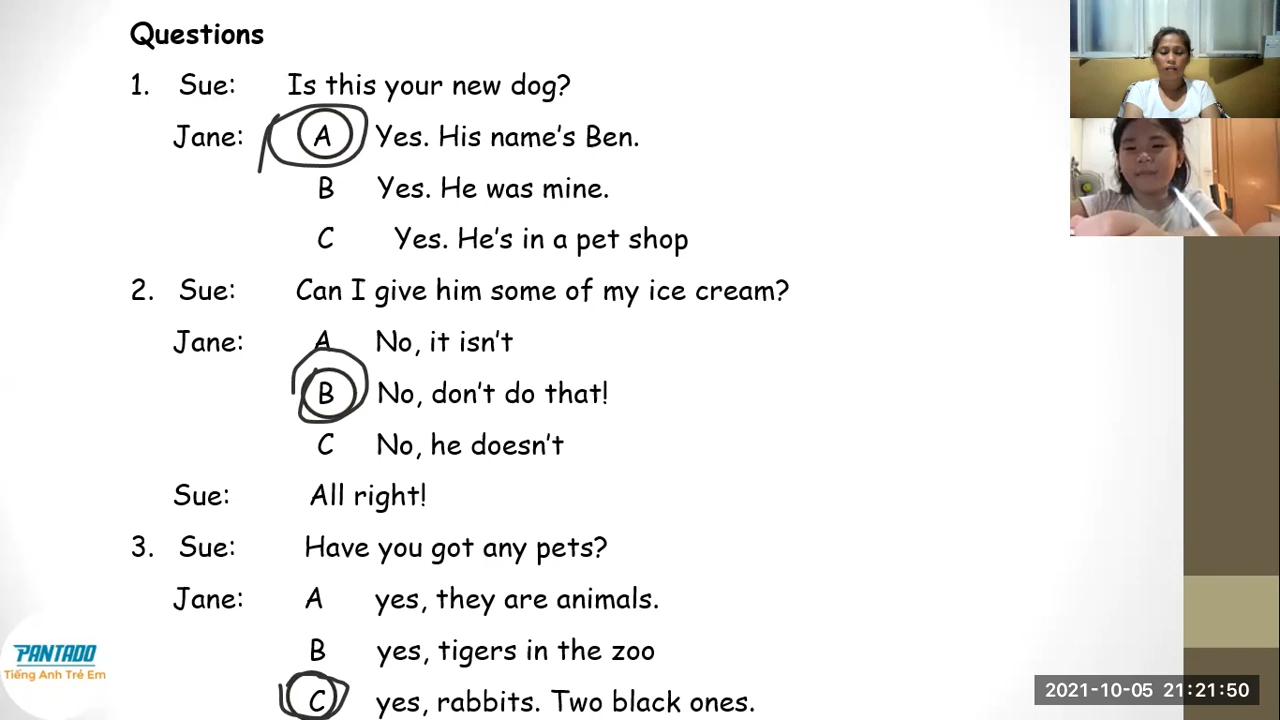 Questions
1. Sue: Is this your new dog?
Jane: A Yes. His name's Ben.
B Yes. He was mine.
C Yes. He's in a pet shop
2. Sue: Can I give him some of my ice cream?
Jane: A No, it isn't
B No, don't do that!
C No, he doesn't
Sue: All right!
3. Sue: Have you got any pets?
Jane: A yes, they are animals.
B yes, tigers in the zoo
C yes, rabbits. Two black ones.
PANTADO
Tiếng Anh Trẻ Em
2021-10-05 21:21:50